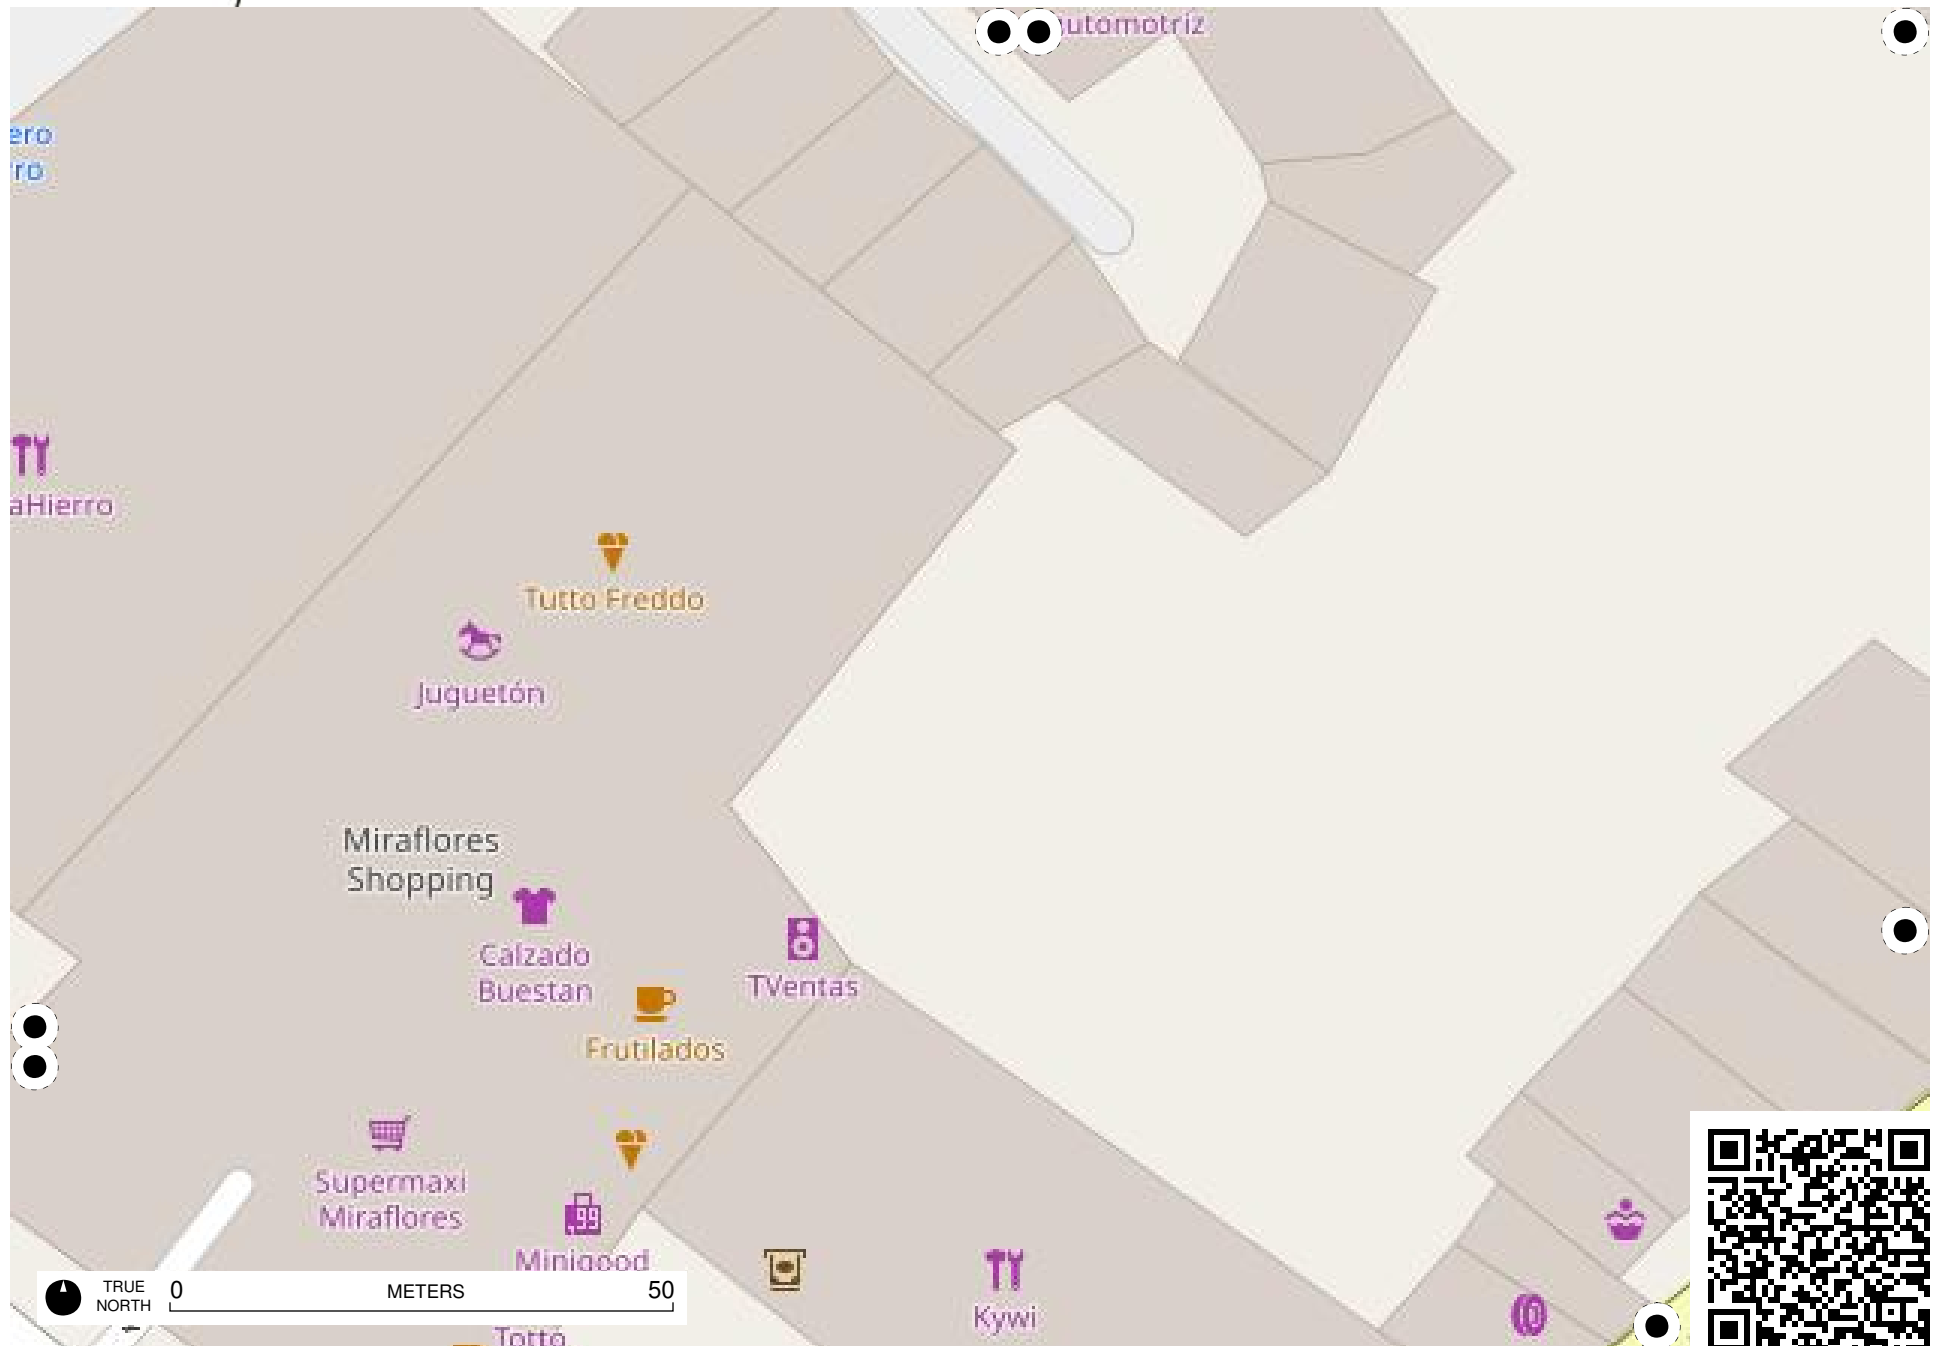 utomotriz
ero
ro
aHierro
Tutto Freddo
Juguetón
Miraflores
Shopping
Calzado
Buestan
TVentas
Frutilados
Supermaxi
Miraflores
.99
Minigood
TRUE
NORTH
0
METERS
50
Kywi
Totto